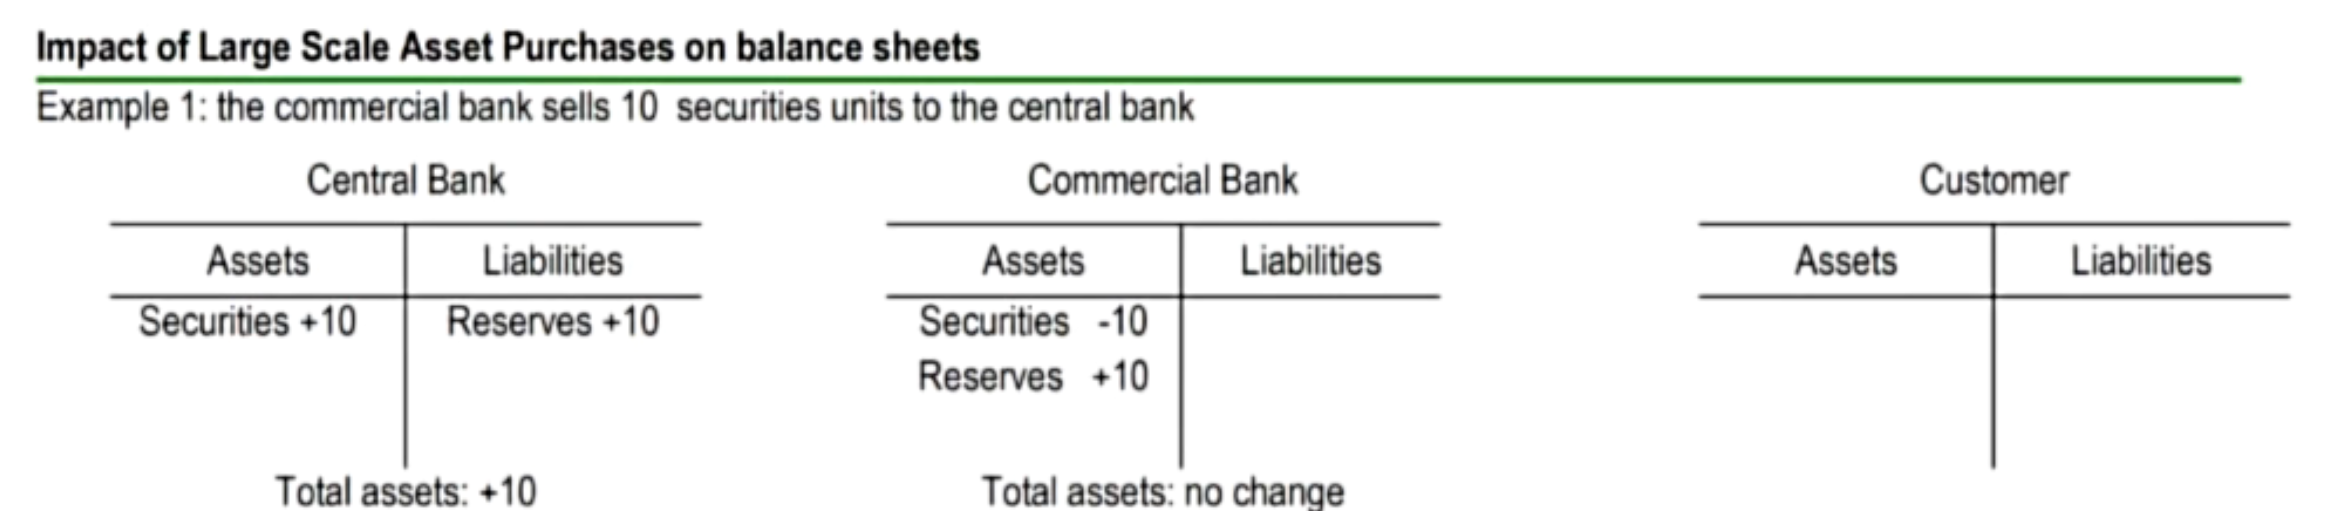 Impact of Large Scale Asset Purchases on balance sheets
Example 1: the commercial bank sells 10 securities units to the central bank
Central Bank
Assets Liabilities
Securities +10 Reserves +10
Total assets: +10
Commercial Bank
Assets Liabilities
Securities -10
Reserves +10
Total assets: no change
Customer
Assets Liabilities